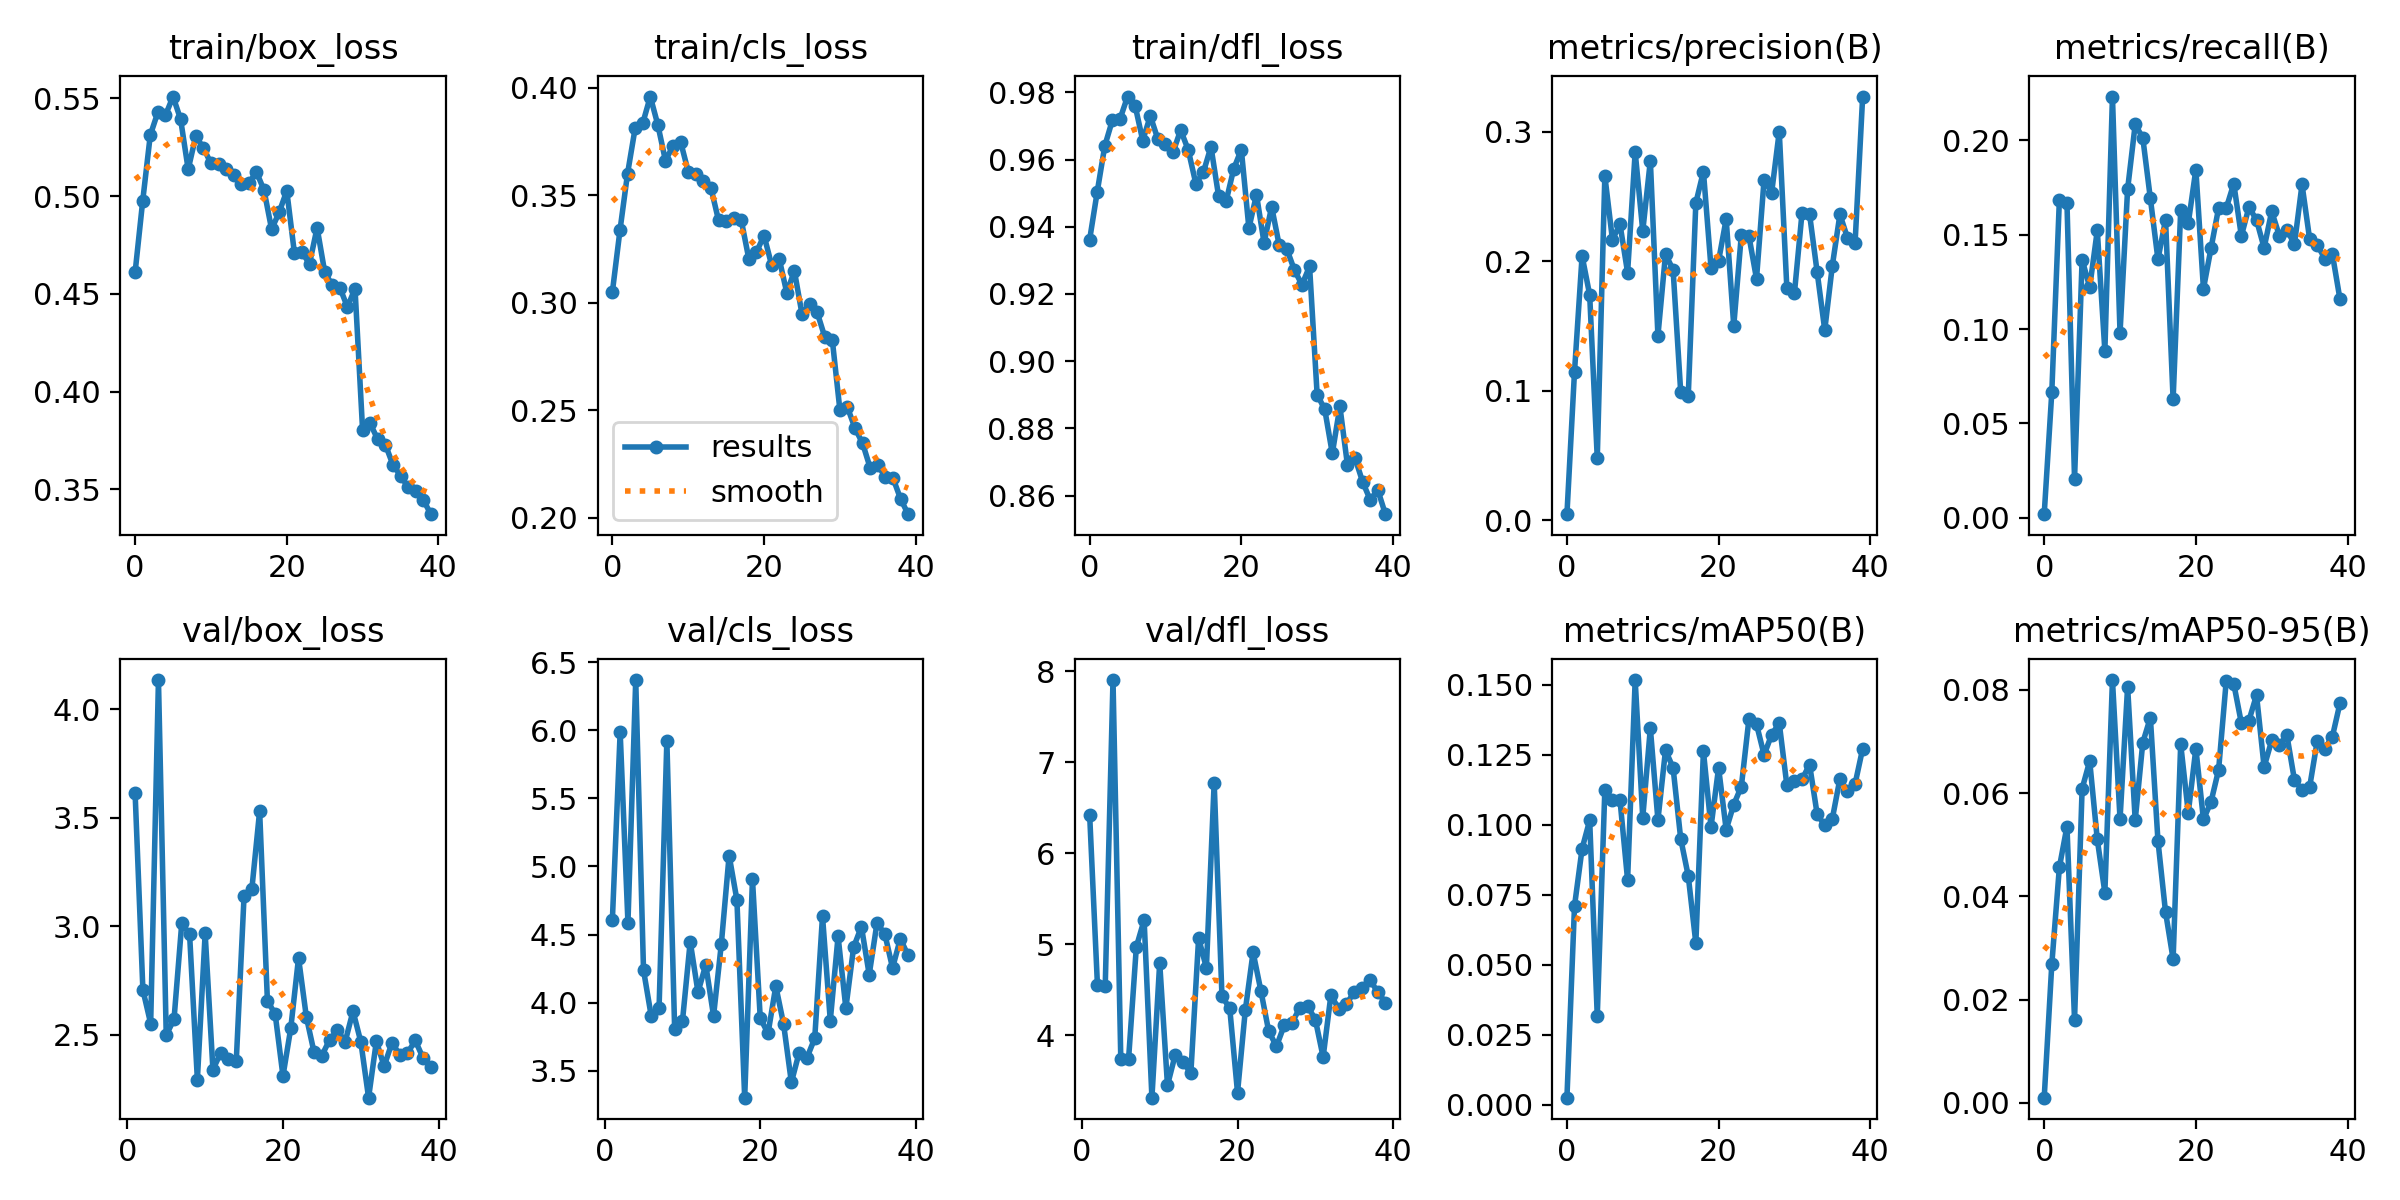 train/box_loss
0.55
0.50
0.45
0.40
0.35
0 20 40
train/cls_loss
0.40
0.35
0.30
0.25
0.20
results
smooth
0 20 40
train/dfl_loss
0.98
0.96
0.94
0.92
0.90
0.88
0.86
0 20 40
metrics/precision(B)
0.3
0.2
0.1
0.0
0 20 40
metrics/recall(B)
0.20
0.15
0.10
0.05
0.00
0 20 40
val/box_loss
4.0
3.5
3.0
2.5
0 20 40
val/cls_loss
6.5
6.0
5.5
5.0
4.5
4.0
3.5
0 20 40
val/dfl_loss
8
7
6
5
4
0 20 40
metrics/mAP50(B)
0.150
0.125
0.100
0.075
0.050
0.025
0.000
0 20 40
metrics/mAP50-95(B)
0.08
0.06
0.04
0.02
0.00
0 20 40